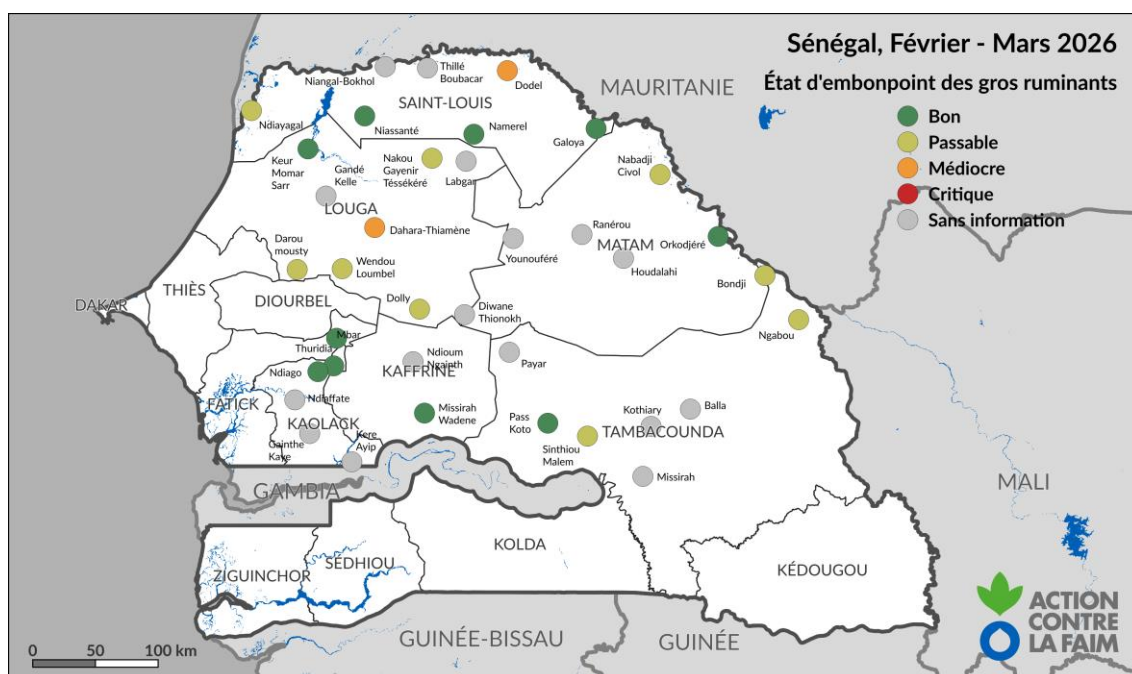 Sénégal, Février - Mars 2026
État d'embonpoint des gros ruminants
Bon
Passable
Médiocre
Critique
Sans information
MAURITANIE
Niangal-Bokhol
Thillé
Boubacar
Dodel
SAINT-LOUIS
Ndiayagal
Niassanté
Namerel
Galoya
Keur
Momar
Sarr
Gandé
Kelle
Nakou
Gayenir
Téssékéré
Labgar
Nabadji
Civol
LOUGA
Dahara-Thiamène
Ranérou
MATAM
Orkodjéré
Younouféré
Houdalahi
Darou
mousty
Wendou
Loumbel
Bondji
THIÈS
DIOURBEL
DAKAR
Dolly
Diwane
Thionokh
Ngabou
Mbar
Thuridia
Ndiago
Ndioum
Ngainth
KAFFRINE
Payar
FATICK
Ndiaffate
KAOLACK
Missirah
Wadene
Pass
Koto
Kothiary
Balla
TAMBACOUNDA
Gainthe
Kaye
Kere
Ayip
Sinthiou
Malem
Missirah
GAMBIA
MALI
KOLDA
SÉDHIOU
ZIGUINCHOR
KÉDOUGOU
GUINÉE-BISSAU
GUINÉE
0 50 100 km
ACTION
CONTRE
LA FAIM